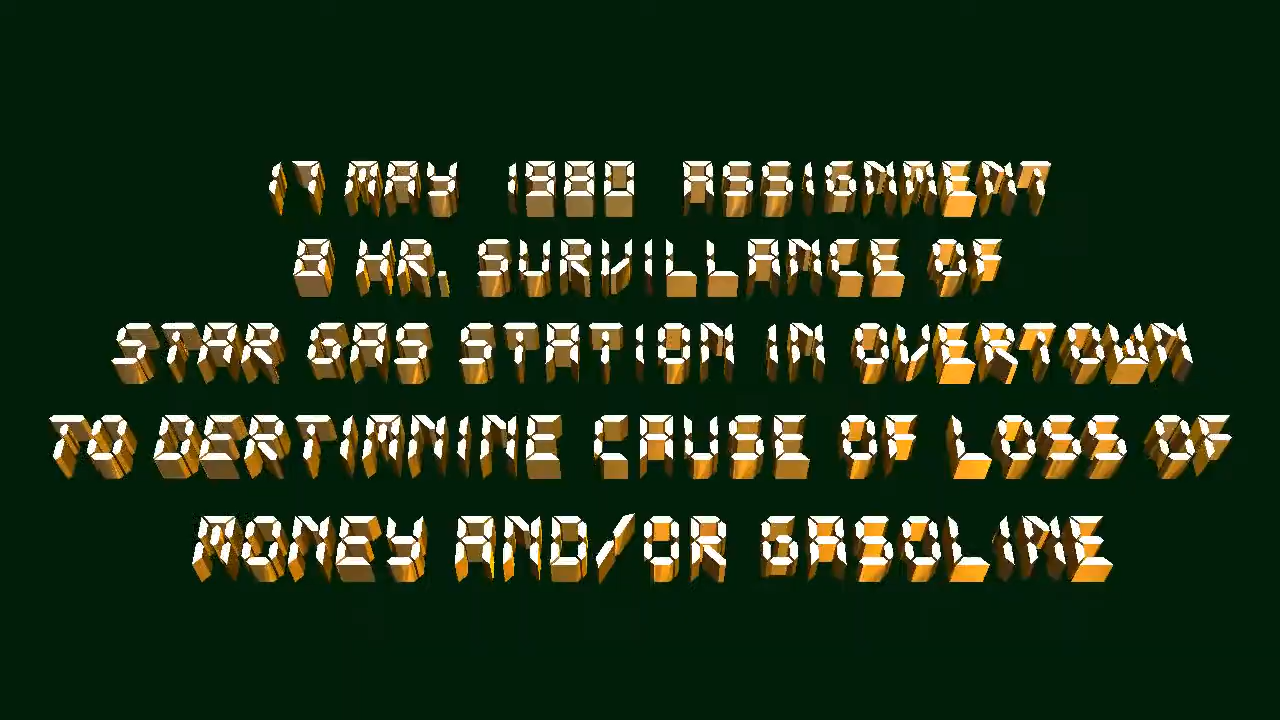 17 MAY 1980 ASSIGNMENT
8 HR. SURVILLANCE OF
STAR GAS STATION IN OVERTOWN
TO DERTIMNINE CAUSE OF LOSS OF
MONEY AND/OR GASOLINE